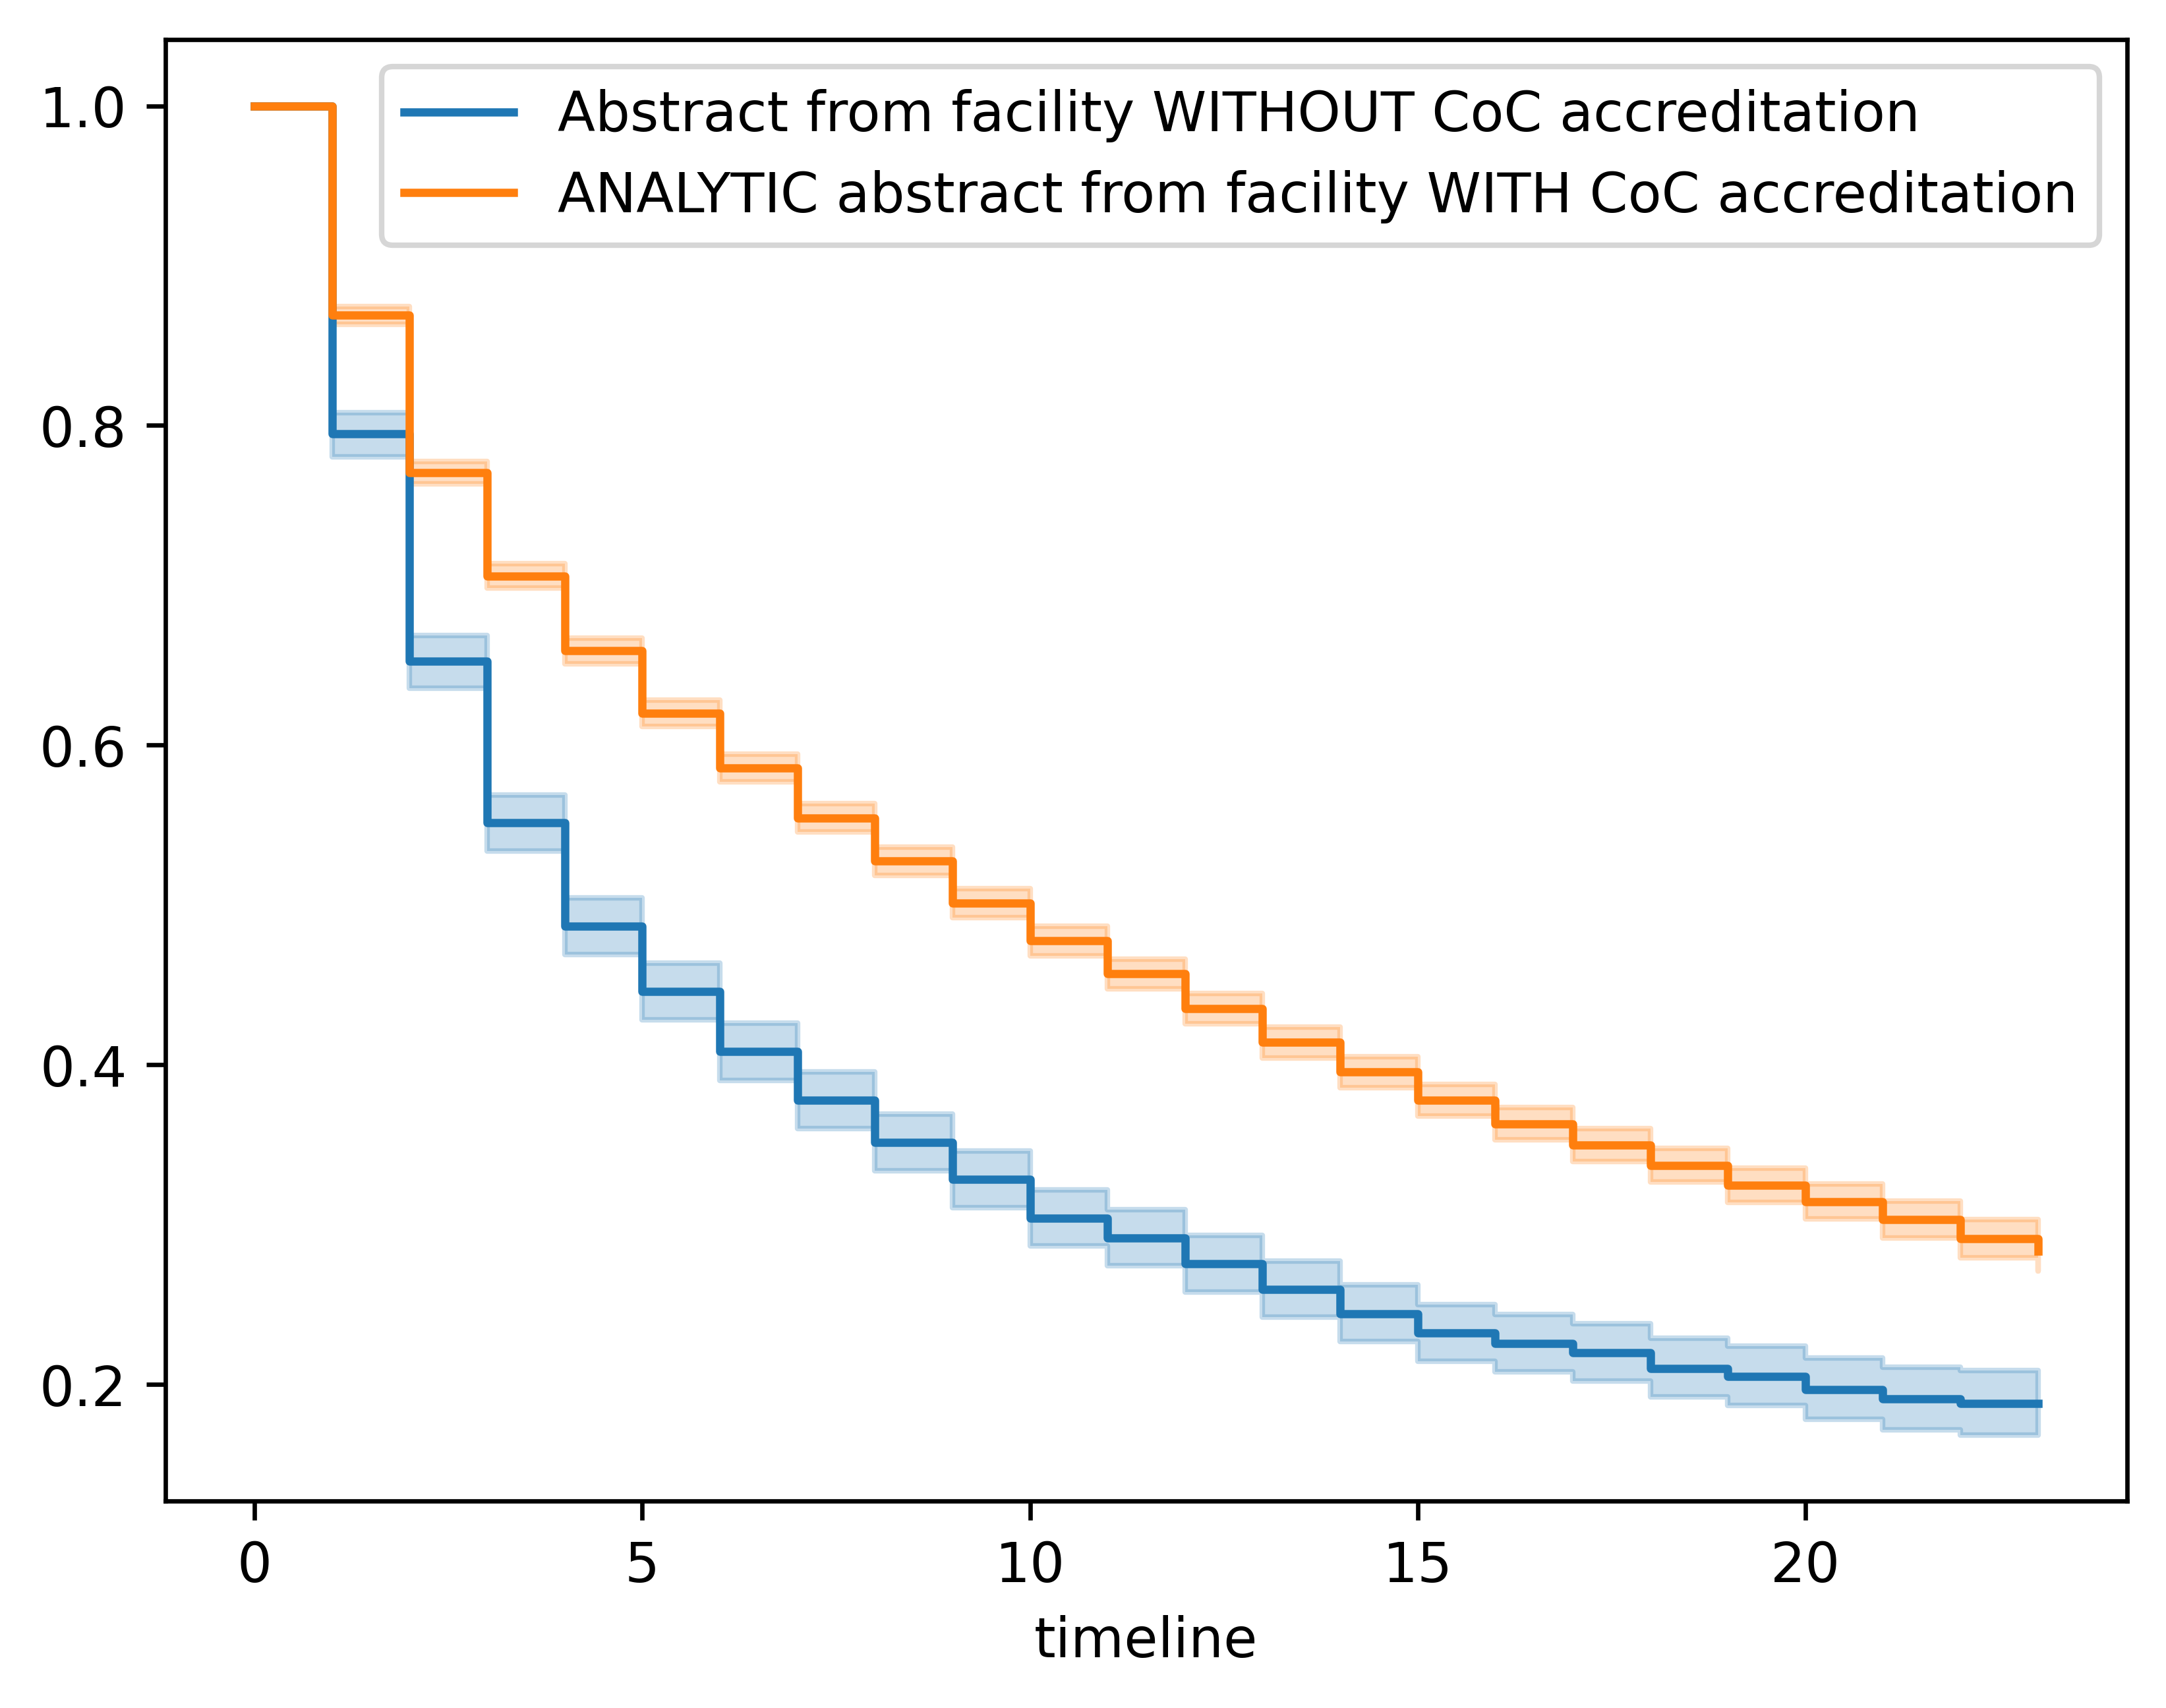 Abstract from facility WITHOUT CoC accreditation
ANALYTIC abstract from facility WITH CoC accreditation
1.0
0.8
0.6
0.4
0.2
0 5 10 15 20
timeline